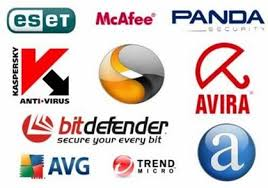 eset
McAfee®
PANDA
SECURITY
KASPERSKY
ANTI-VIRUS
AVIRA
bitdefender
secure your every bit
AVG
TREND
MICRO
a